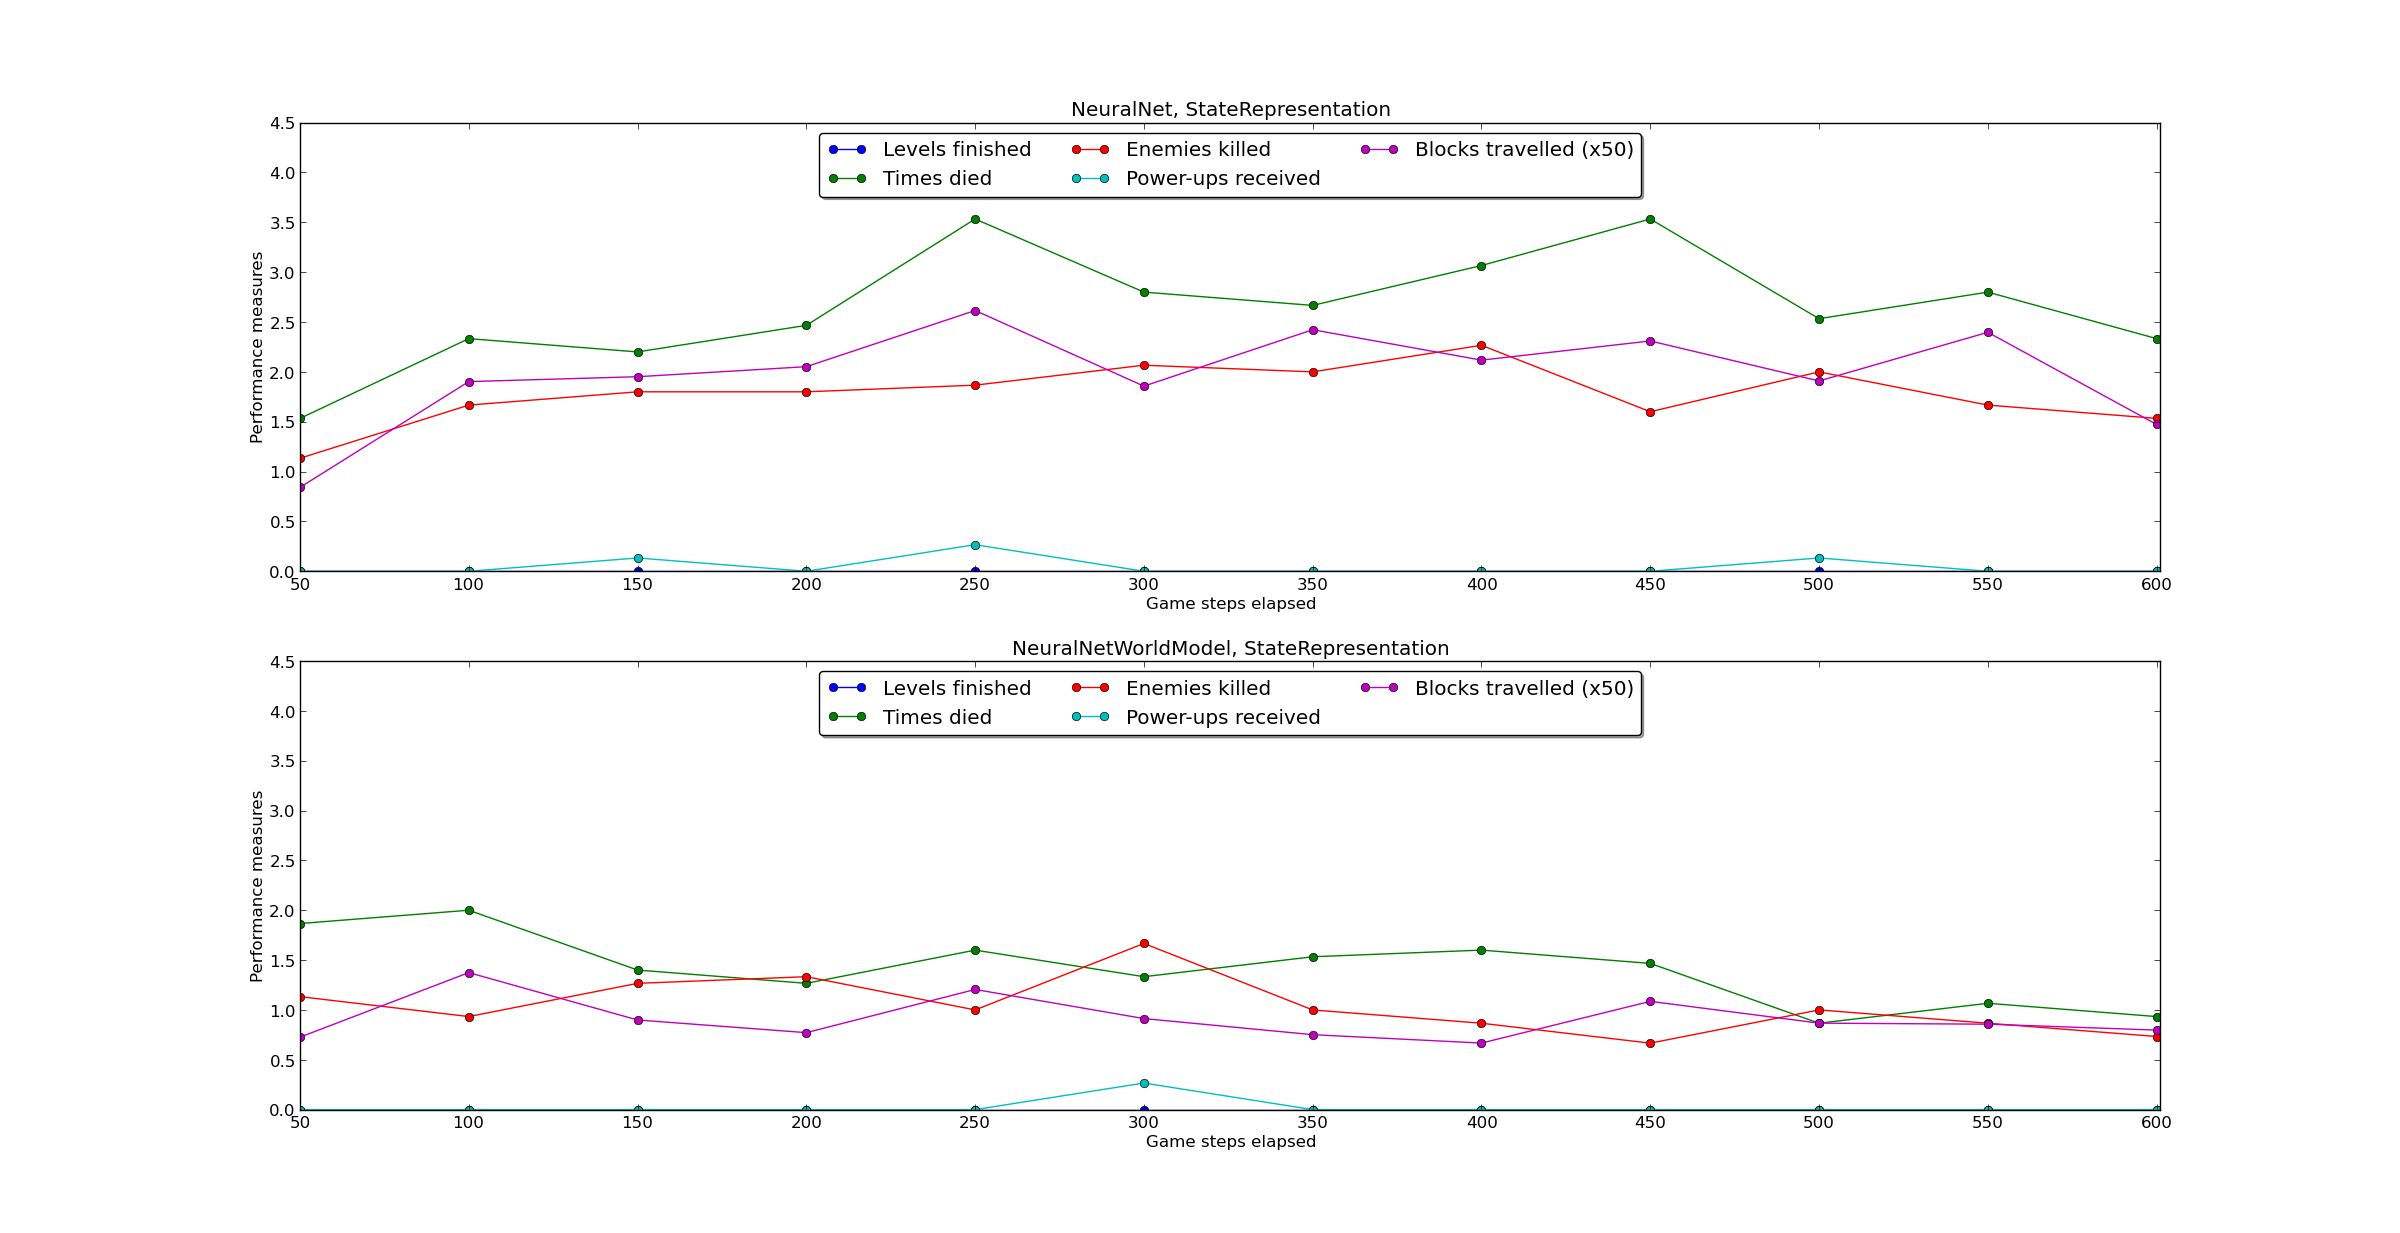 NeuralNet, StateRepresentation
4.5
4.0
3.5
3.0
2.5
2.0
1.5
1.0
0.5
0.0
Performance measures
Levels finished Enemies killed Blocks travelled (x50)
Times died Power-ups received
50 100 150 200 250 300 350 400 450 500 550 600
Game steps elapsed
NeuralNetWorldModel, StateRepresentation
4.5
4.0
3.5
3.0
2.5
2.0
1.5
1.0
0.5
0.0
Performance measures
Levels finished Enemies killed Blocks travelled (x50)
Times died Power-ups received
50 100 150 200 250 300 350 400 450 500 550 600
Game steps elapsed